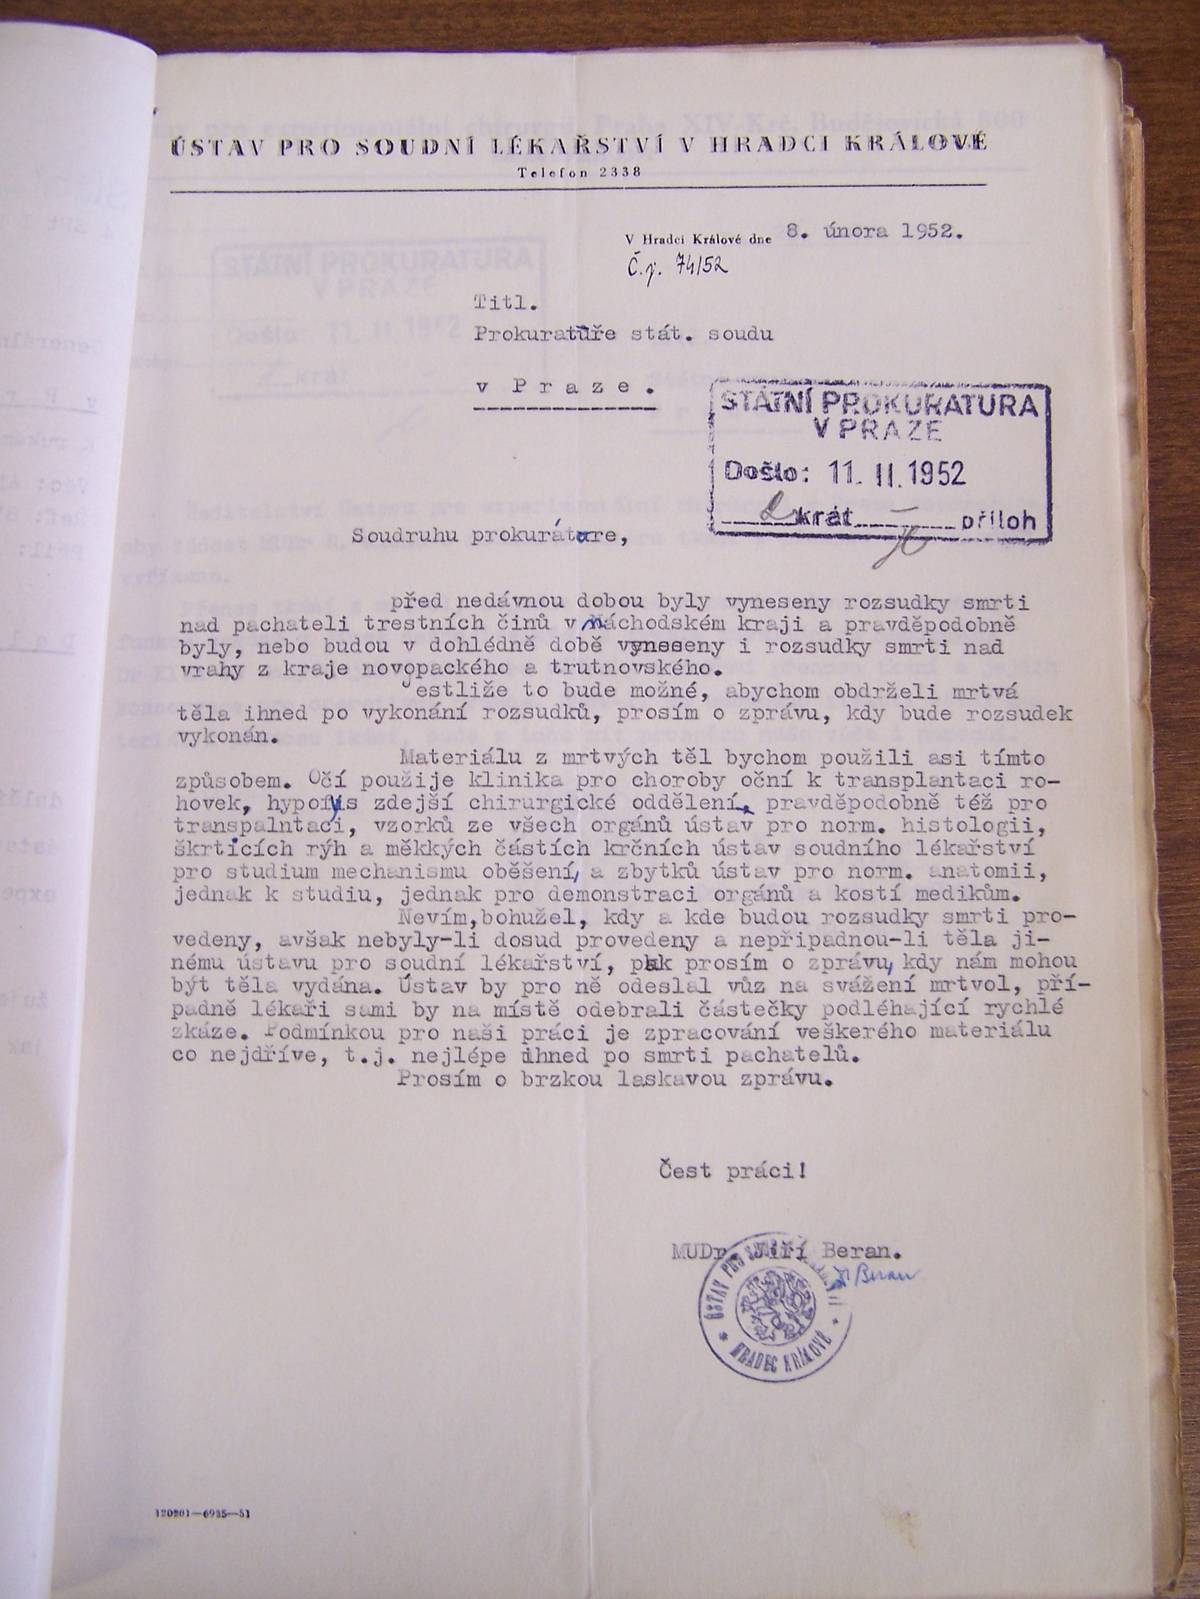 ÚSTAV PRO SOUDNÍ LÉKAŘSTVÍ V HRADCI KRÁLOVÉ
Telefon 2338
V Hradci Králové dne 8. února 1952.
Č.j. 74/52
Titl.
Prokuratůře stát. soudu
v Praze.
STÁTNÍ PROKURATURA
V PRAZE
Došlo: 11. II. 1952
2 krát — příloh
Soudruhu prokurátore,
před nedávnou dobou byly vyneseny rozsudky smrti
nad pachateli trestních činů v náchodském kraji a pravděpodobně
byly, nebo budou v dohlédné době vyneseny i rozsudky smrti nad
vrahy z kraje novopackého a trutnovského.
Jestliže to bude možné, abychom obdrželi mrtvá
těla ihned po vykonání rozsudků, prosím o zprávu, kdy bude rozsudek
vykonán.
Materiálu z mrtvých těl bychom použili asi tímto
způsobem. Očí použije klinika pro choroby oční k transplantaci ro-
hovek, hypofys zdejší chirurgické oddělení, pravděpodobně též pro
transpalntaci, vzorků ze všech orgánů ústav pro norm. histologii,
škrticích rýh a měkkých částích krčních ústav soudního lékařství
pro studium mechanismu oběšení, a zbytků ústav pro norm. anatomii,
jednak k studiu, jednak pro demonstraci orgánů a kostí medikům.
Nevím, bohužel, kdy a kde budou rozsudky smrti pro-
vedeny, avšak nebyly-li dosud provedeny a nepřipadnou-li těla ji-
nému ústavu pro soudní lékařství, pak prosím o zprávu, kdy nám mohou
být těla vydána. Ústav by pro ně odeslal vůz na svážení mrtvol, pří-
padně lékaři sami by na místě odebrali částečky podléhající rychlé
zkáze. Podmínkou pro naši práci je zpracování veškerého materiálu
co nejdříve, t.j. nejlépe ihned po smrti pachatelů.
Prosím o brzkou laskavou zprávu.
Čest práci!
MUDr. Jiří Beran.
Beran
ÚSTAV PRO
HRADEC KRÁLOVÉ
120201—6925—51